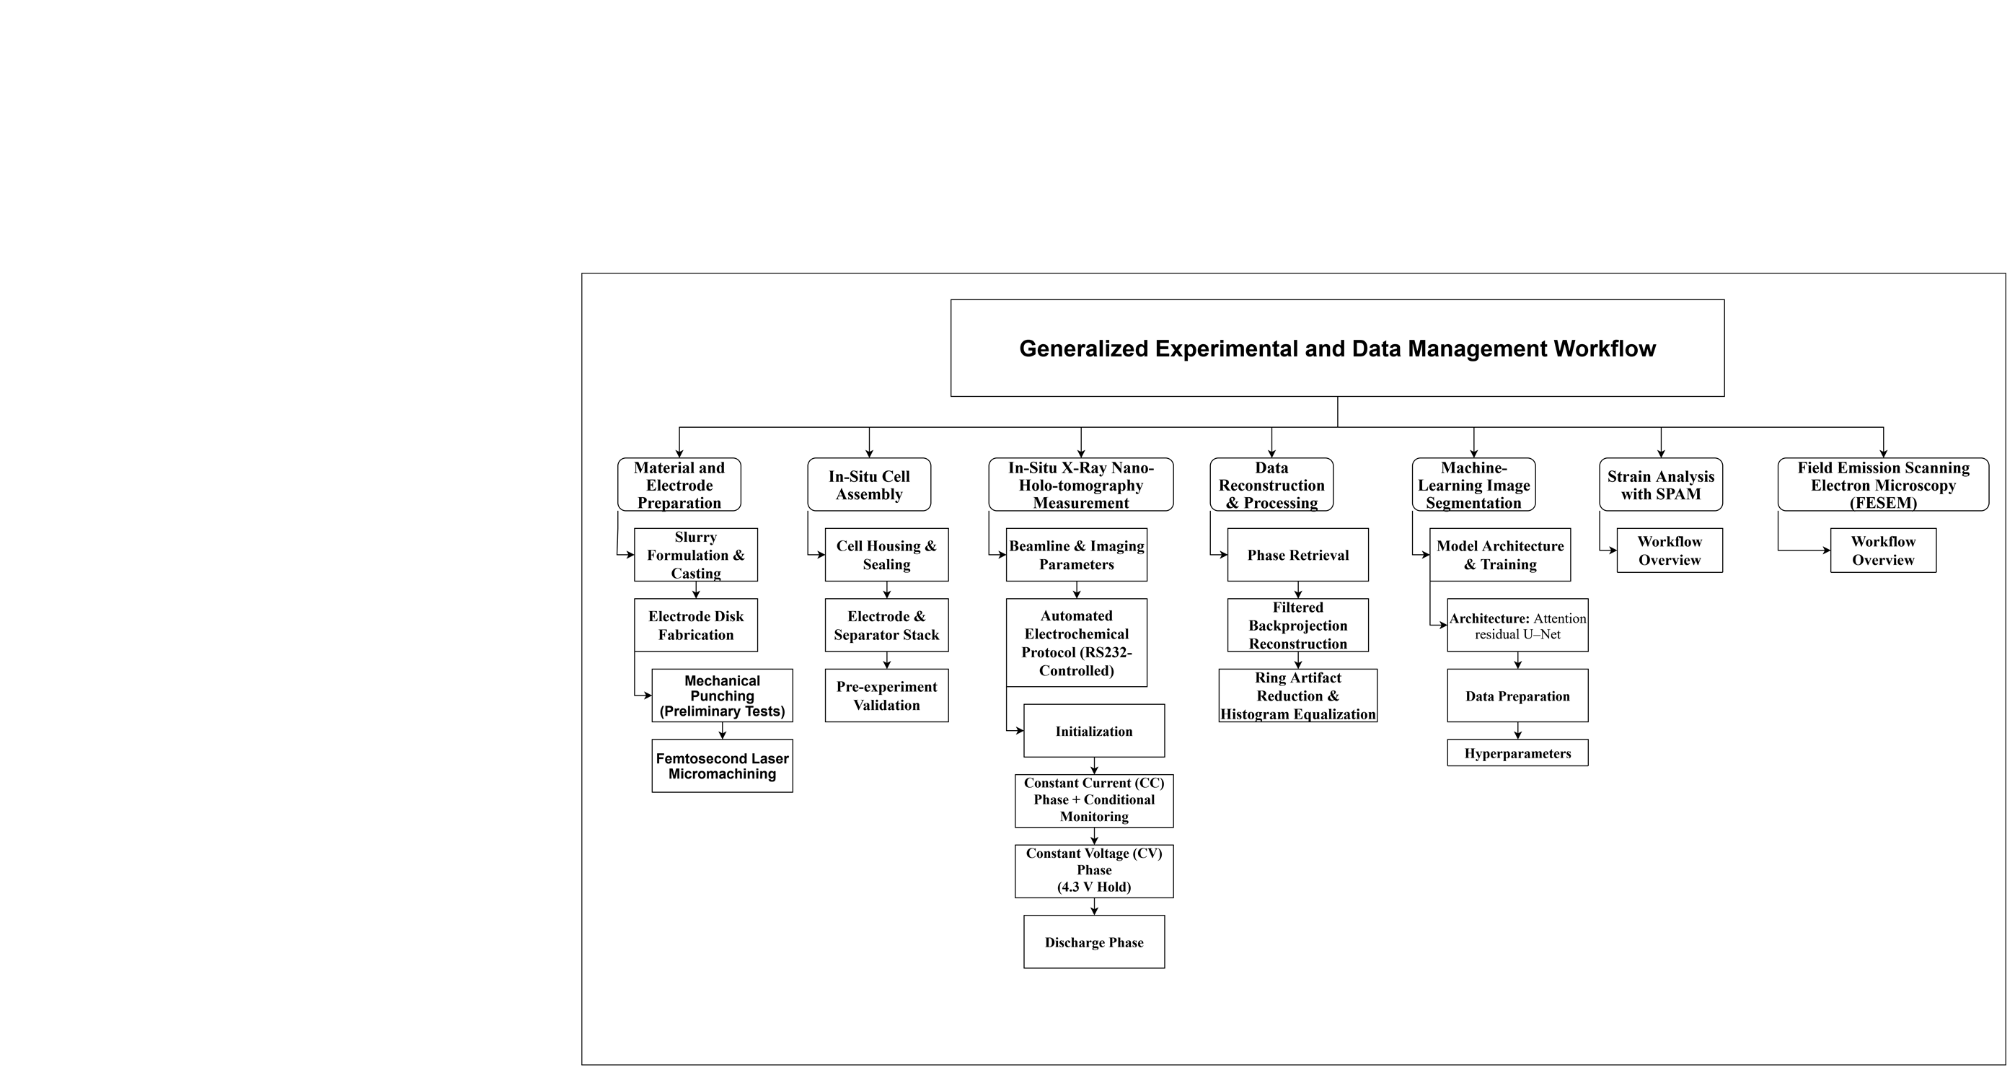 Generalized Experimental and Data Management Workflow
Material and
Electrode
Preparation
Slurry
Formulation &
Casting
Electrode Disk
Fabrication
Mechanical
Punching
(Preliminary Tests)
Femtosecond Laser
Micromachining
In-Situ Cell
Assembly
Cell Housing &
Sealing
Electrode &
Separator Stack
Pre-experiment
Validation
In-Situ X-Ray Nano-
Holo-tomography
Measurement
Beamline & Imaging
Parameters
Automated
Electrochemical
Protocol (RS232-
Controlled)
Initialization
Constant Current (CC)
Phase + Conditional
Monitoring
Constant Voltage (CV)
Phase
(4.3 V Hold)
Discharge Phase
Data
Reconstruction
& Processing
Phase Retrieval
Filtered
Backprojection
Reconstruction
Ring Artifact
Reduction &
Histogram Equalization
Machine-
Learning Image
Segmentation
Model Architecture
& Training
Architecture: Attention
residual U–Net
Data Preparation
Hyperparameters
Strain Analysis
with SPAM
Workflow
Overview
Field Emission Scanning
Electron Microscopy
(FESEM)
Workflow
Overview